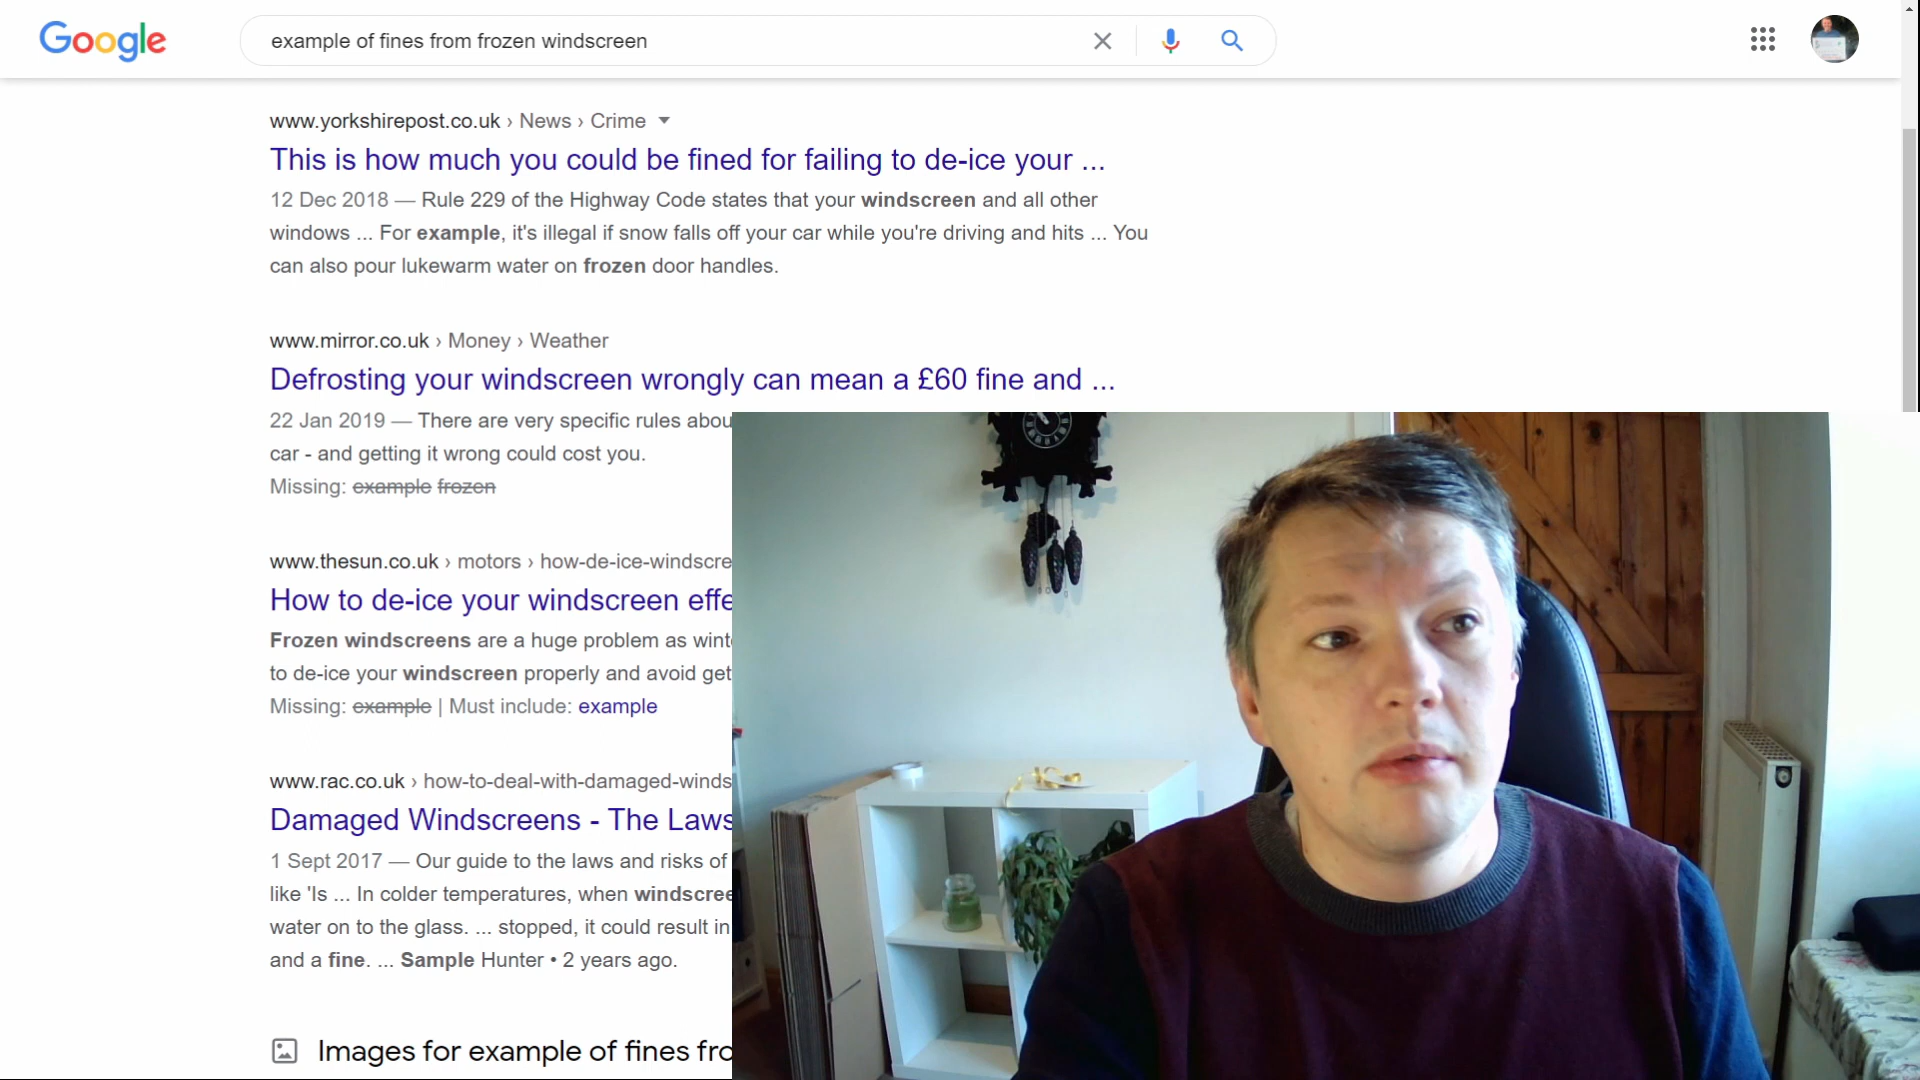 Google
example of fines from frozen windscreen
www.yorkshirepost.co.uk › News › Crime
This is how much you could be fined for failing to de-ice your ...
12 Dec 2018 — Rule 229 of the Highway Code states that your windscreen and all other
windows ... For example, it's illegal if snow falls off your car while you're driving and hits ... You
can also pour lukewarm water on frozen door handles.
www.mirror.co.uk › Money › Weather
Defrosting your windscreen wrongly can mean a £60 fine and ...
22 Jan 2019 — There are very specific rules abou
car - and getting it wrong could cost you.
Missing: example frozen
www.thesun.co.uk › motors › how-de-ice-windscre
How to de-ice your windscreen effe
Frozen windscreens are a huge problem as wint
to de-ice your windscreen properly and avoid get
Missing: example | Must include: example
www.rac.co.uk › how-to-deal-with-damaged-winds
Damaged Windscreens - The Laws
1 Sept 2017 — Our guide to the laws and risks of
like 'Is ... In colder temperatures, when windscree
water on to the glass. ... stopped, it could result in
and a fine. ... Sample Hunter • 2 years ago.
Images for example of fines fro